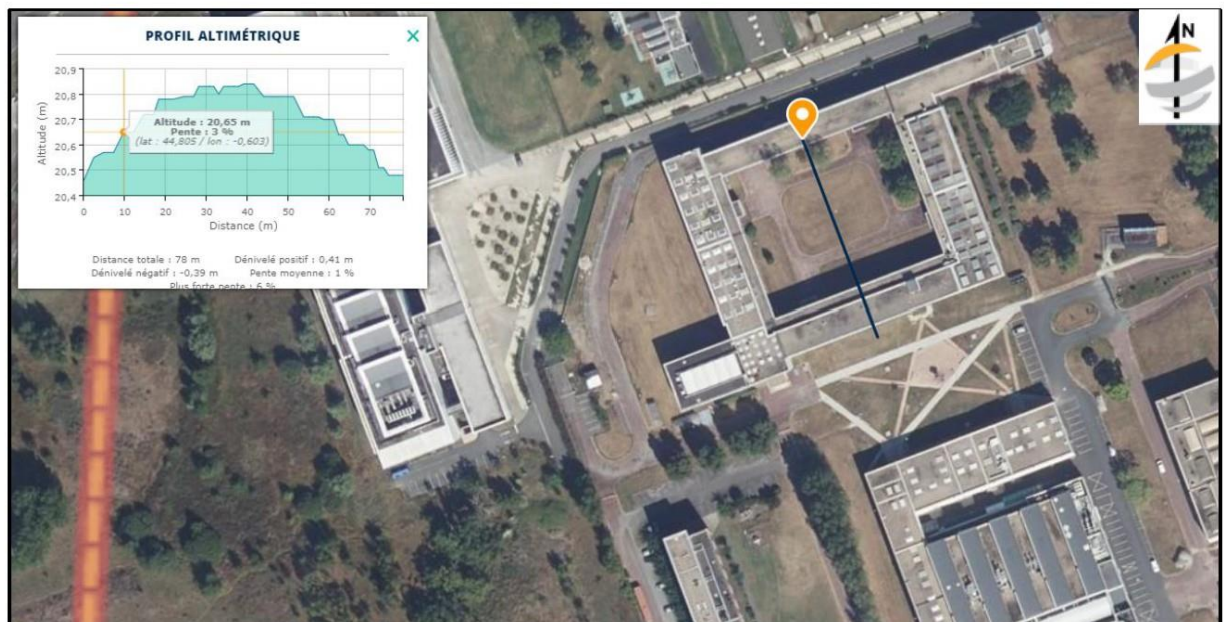 PROFIL ALTIMÉTRIQUE
×
20,9
20,8
20,7
20,6
20,5
20,4
Altitude (m)
Altitude : 20,65 m
Pente : 3 %
(lat : 44,805 / lon : -0,603)
0 10 20 30 40 50 60 70
Distance (m)
Distance totale : 78 m Dénivelé positif : 0,41 m
Dénivelé négatif : -0,39 m Pente moyenne : 1 %
Plus forte pente : 6 %
N